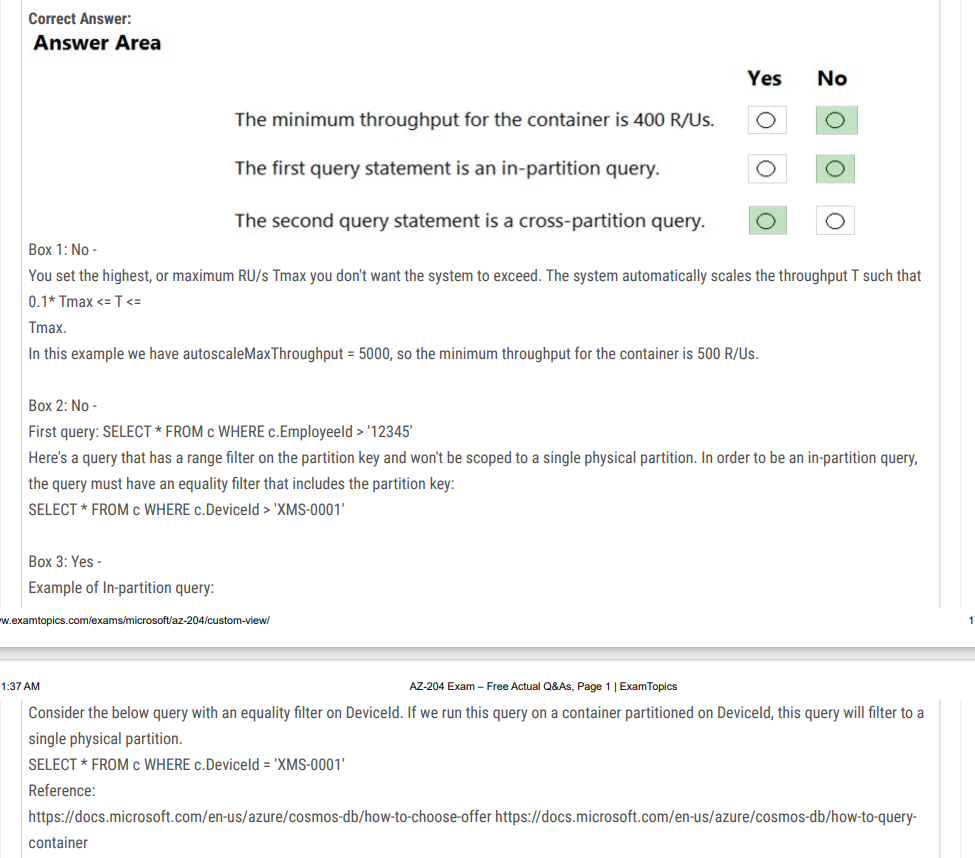 Correct Answer:
Answer Area
Yes No
The minimum throughput for the container is 400 R/Us.
The first query statement is an in-partition query.
The second query statement is a cross-partition query.
Box 1: No -
You set the highest, or maximum RU/s Tmax you don't want the system to exceed. The system automatically scales the throughput T such that
0.1* Tmax <= T <=
Tmax.
In this example we have autoscaleMaxThroughput = 5000, so the minimum throughput for the container is 500 R/Us.
Box 2: No -
First query: SELECT * FROM c WHERE c.EmployeeId > '12345'
Here's a query that has a range filter on the partition key and won't be scoped to a single physical partition. In order to be an in-partition query,
the query must have an equality filter that includes the partition key:
SELECT * FROM c WHERE c.DeviceId > 'XMS-0001'
Box 3: Yes -
Example of In-partition query:
w.examtopics.com/exams/microsoft/az-204/custom-view/
1:37 AM AZ-204 Exam – Free Actual Q&As, Page 1 | ExamTopics
Consider the below query with an equality filter on DeviceId. If we run this query on a container partitioned on DeviceId, this query will filter to a
single physical partition.
SELECT * FROM c WHERE c.DeviceId = 'XMS-0001'
Reference:
https://docs.microsoft.com/en-us/azure/cosmos-db/how-to-choose-offer https://docs.microsoft.com/en-us/azure/cosmos-db/how-to-query-
container